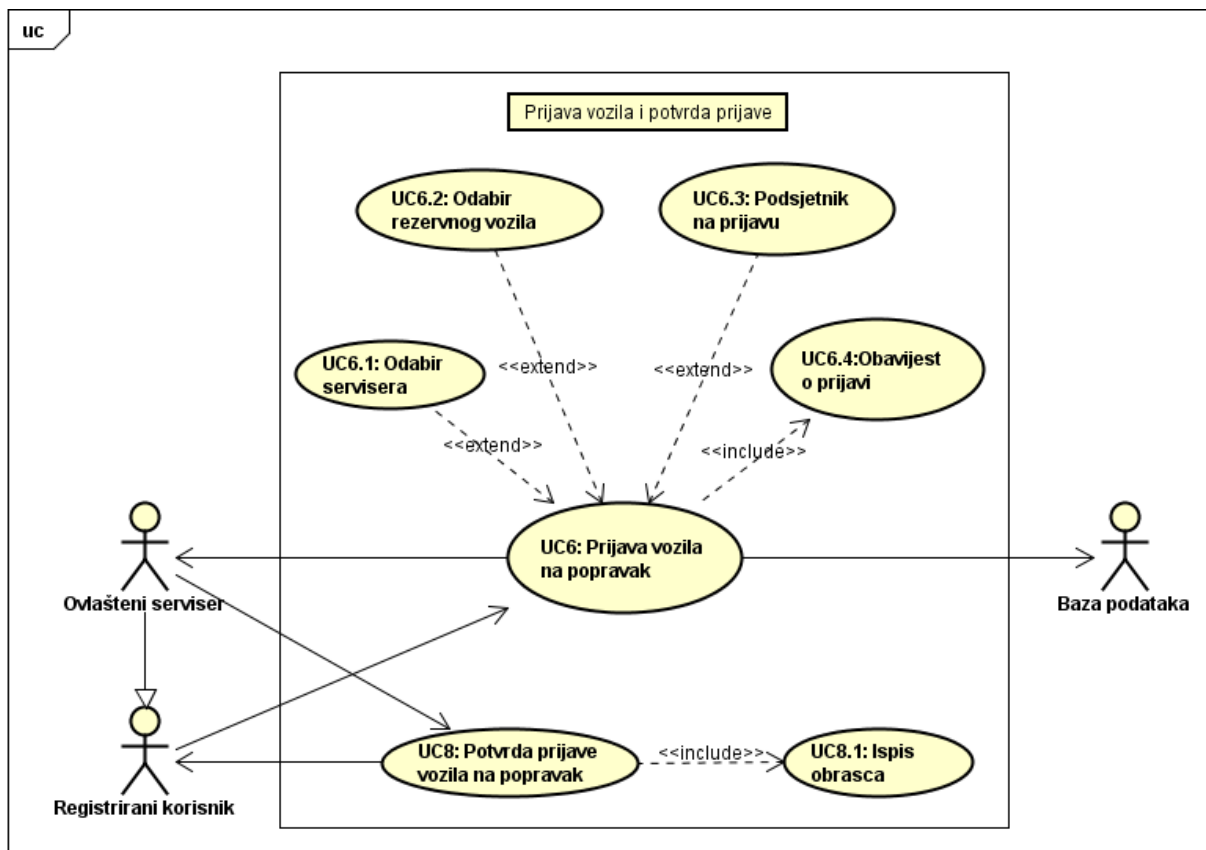 uc
Prijava vozila i potvrda prijave
UC6.2: Odabir
rezervnog vozila
UC6.3: Podsjetnik
na prijavu
UC6.1: Odabir
servisera
<<extend>>
<<extend>>
UC6.4:Obavijest
o prijavi
<<extend>>
<<include>>
UC6: Prijava vozila
na popravak
Ovlašteni serviser
Baza podataka
UC8: Potvrda prijave
vozila na popravak
<<include>>
UC8.1: Ispis
obrasca
Registrirani korisnik